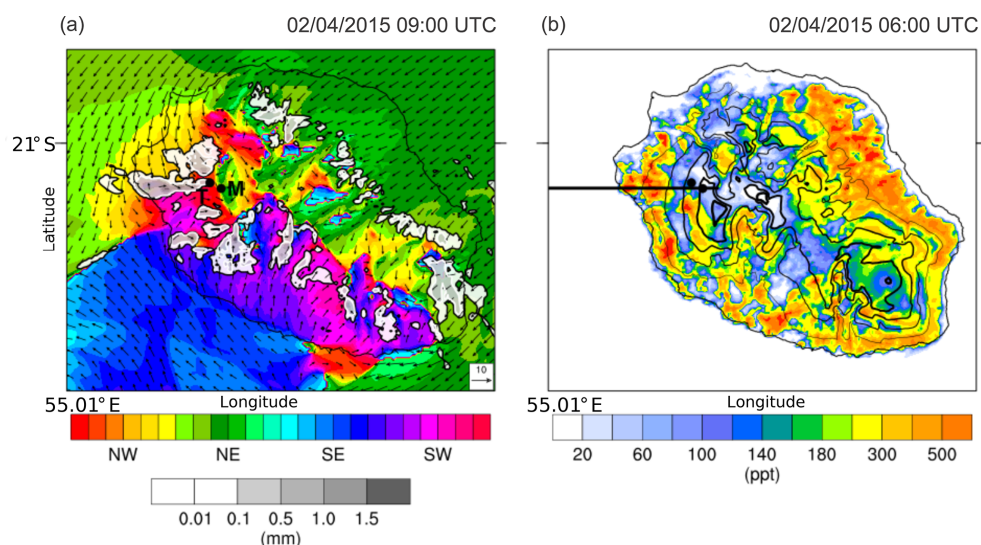 (a) 02/04/2015 09:00 UTC
(b) 02/04/2015 06:00 UTC
21°S
Latitude
T M
10
55.01°E Longitude
55.01°E Longitude
NW NE SE SW
20 60 100 140 180 300 500
(ppt)
0.01 0.1 0.5 1.0 1.5
(mm)